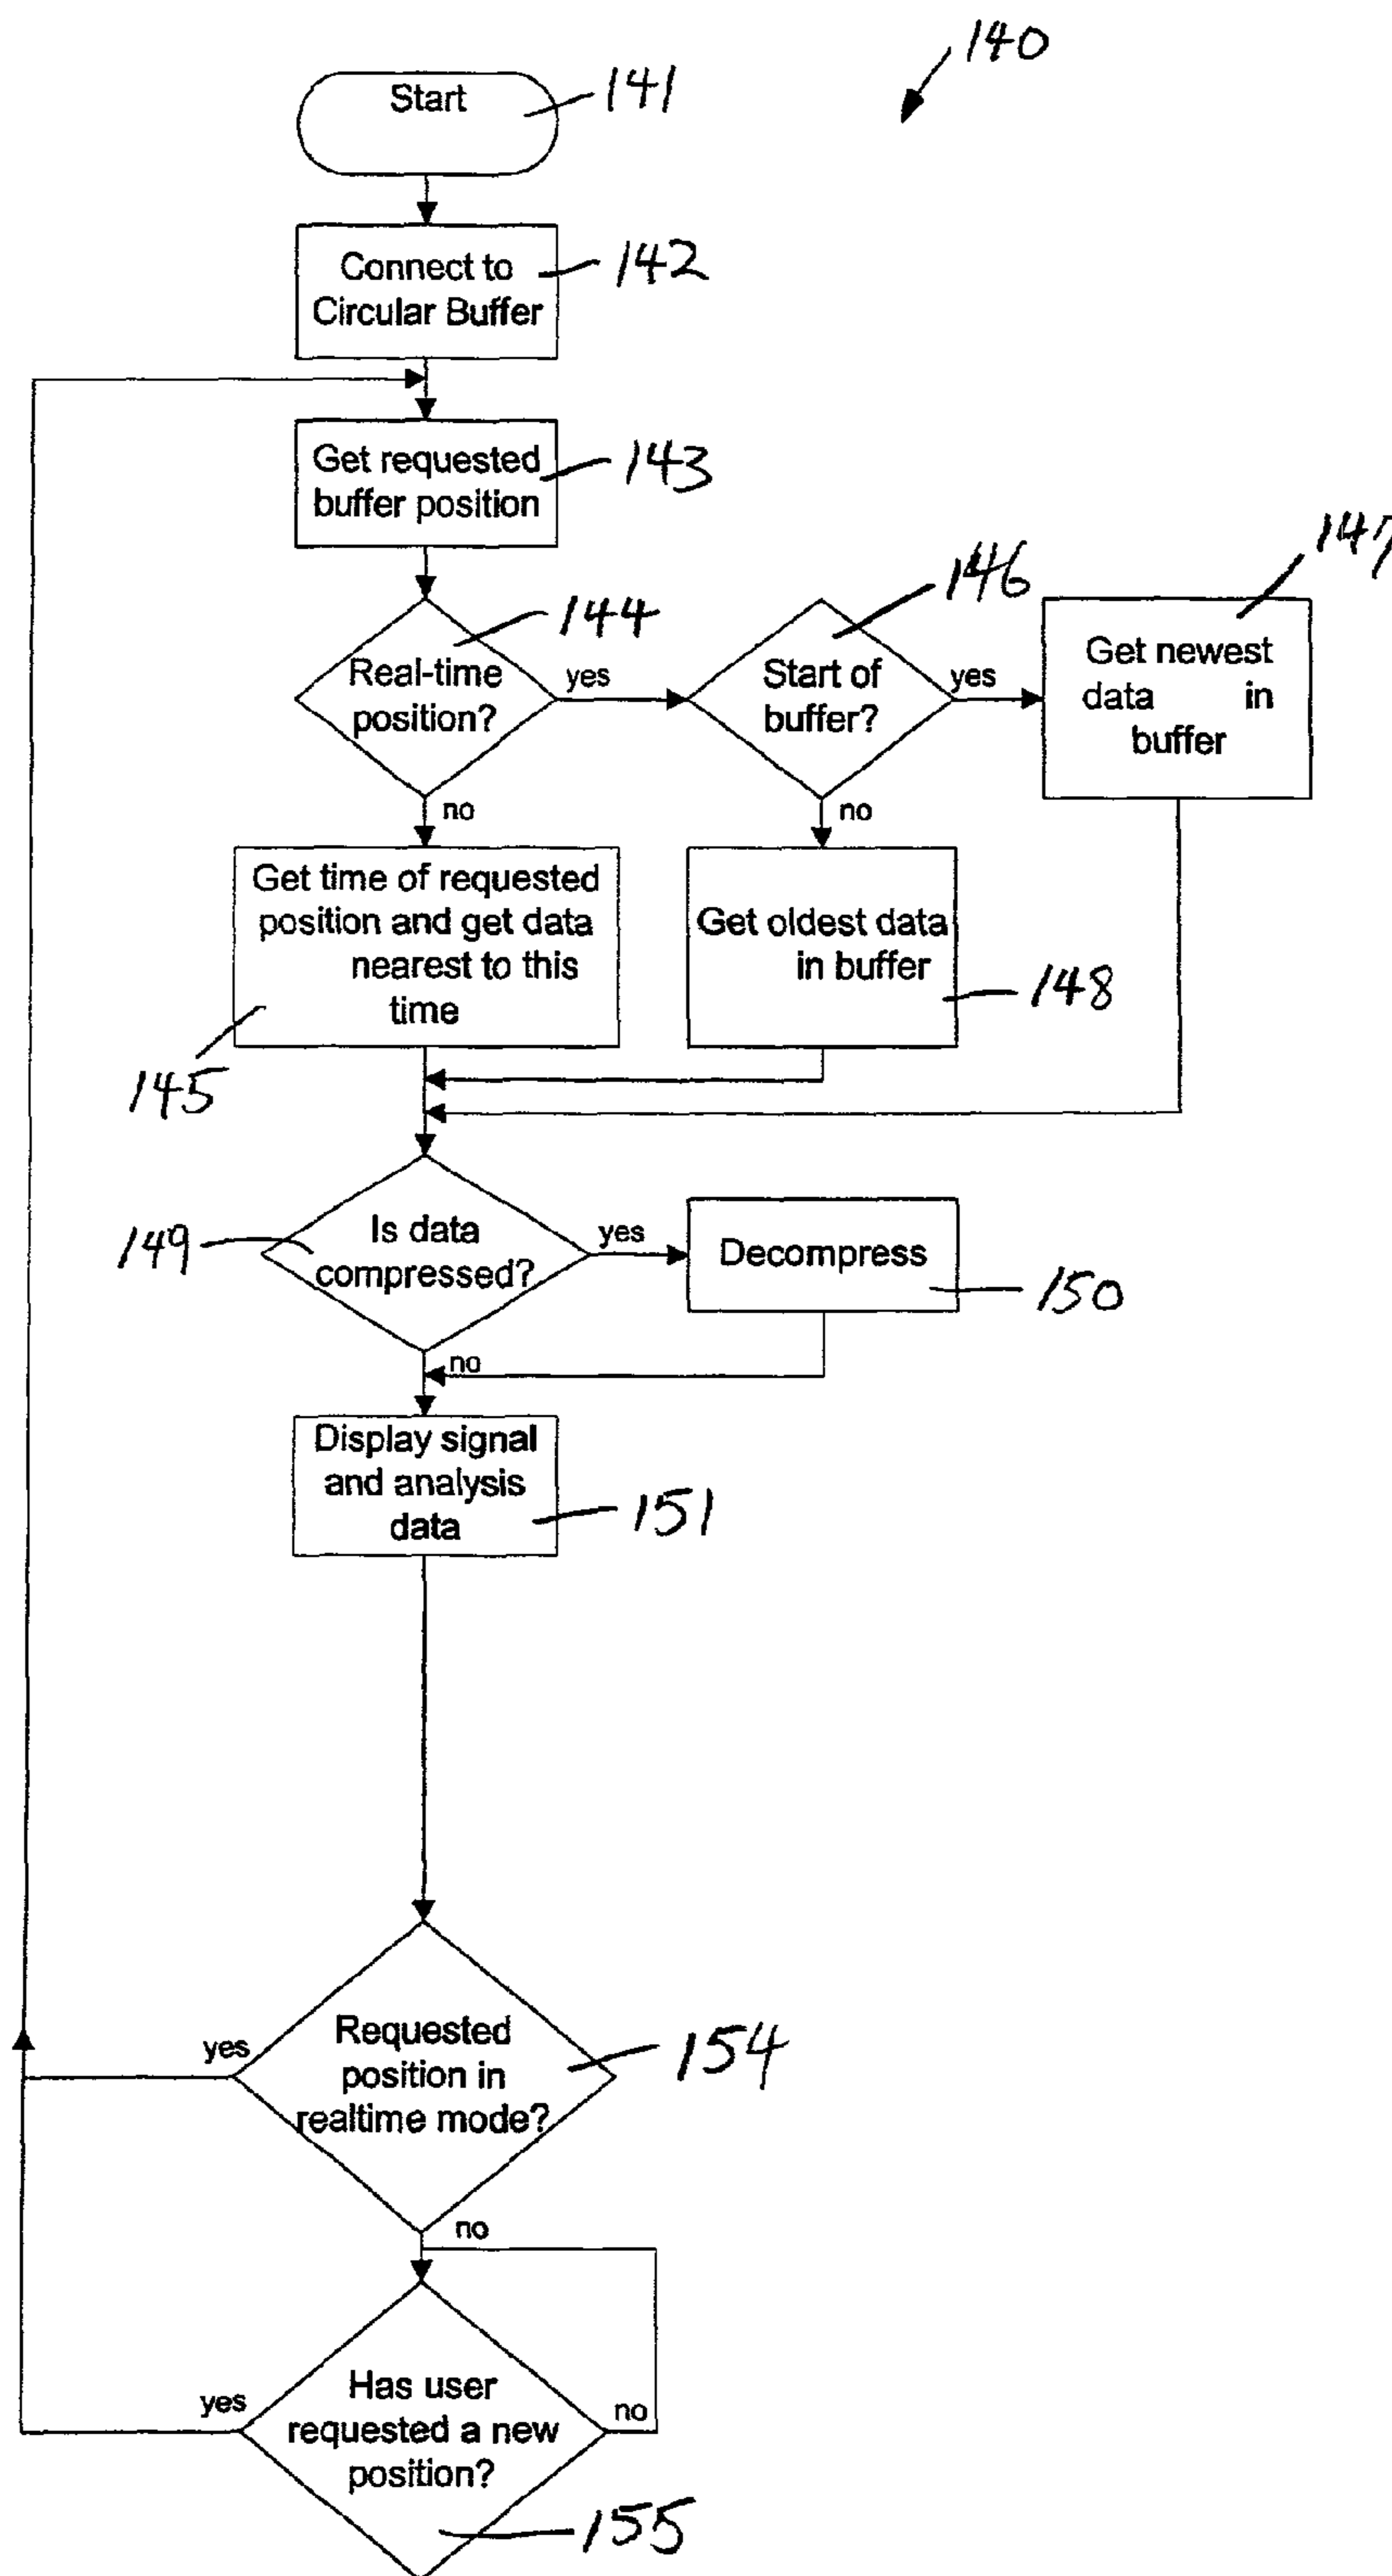 140
Start
141
Connect to
Circular Buffer
142
Get requested
buffer position
143
144
Real-time
position?
yes
no
146
Start of
buffer?
yes
no
147
Get newest
data in
buffer
Get time of requested
position and get data
nearest to this
time
145
Get oldest data
in buffer
148
149
Is data
compressed?
yes
no
Decompress
150
Display signal
and analysis
data
151
Requested
position in
realtime mode?
yes
no
154
Has user
requested a new
position?
yes
no
155